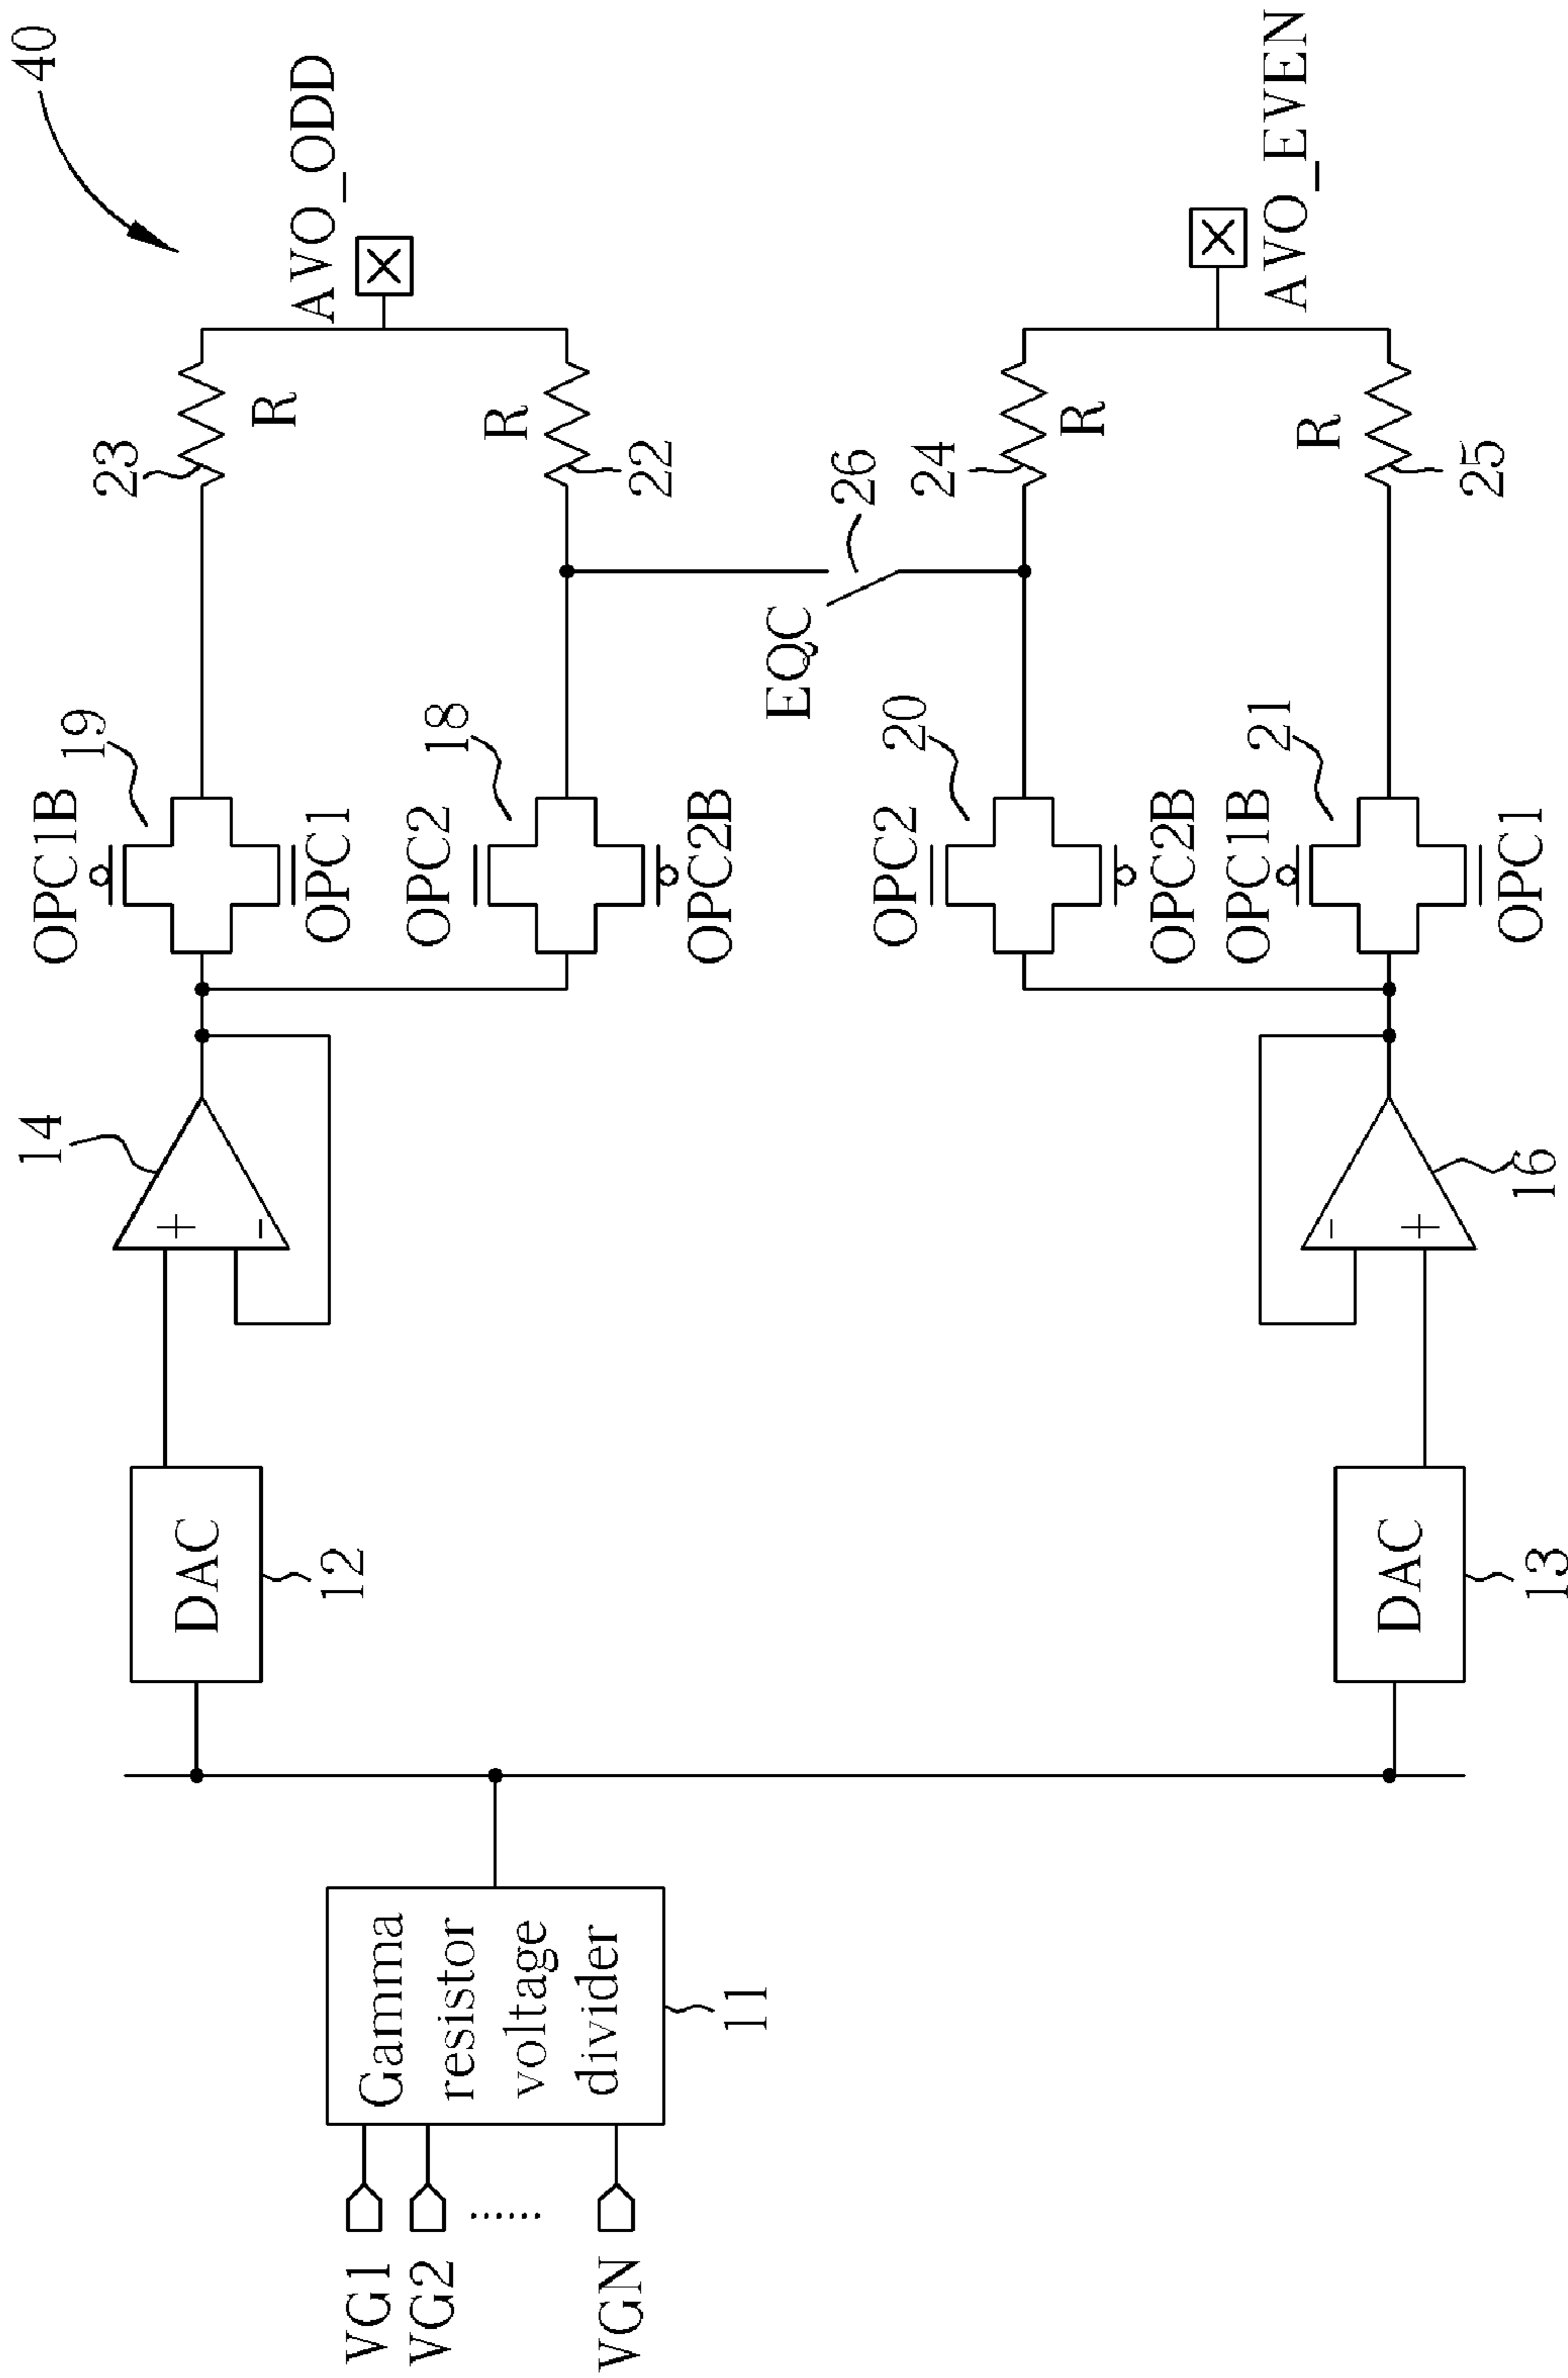 40
VG1
VG2
......
VGN
Gamma
resistor
voltage
divider
11
DAC
12
DAC
13
14
+
-
16
-
+
OPC1B
19
OPC1
OPC2
18
OPC2B
OPC2
20
OPC2B
OPC1B
21
OPC1
EQC
26
23
R
R
22
24
R
R
25
AVO_ODD
AVO_EVEN